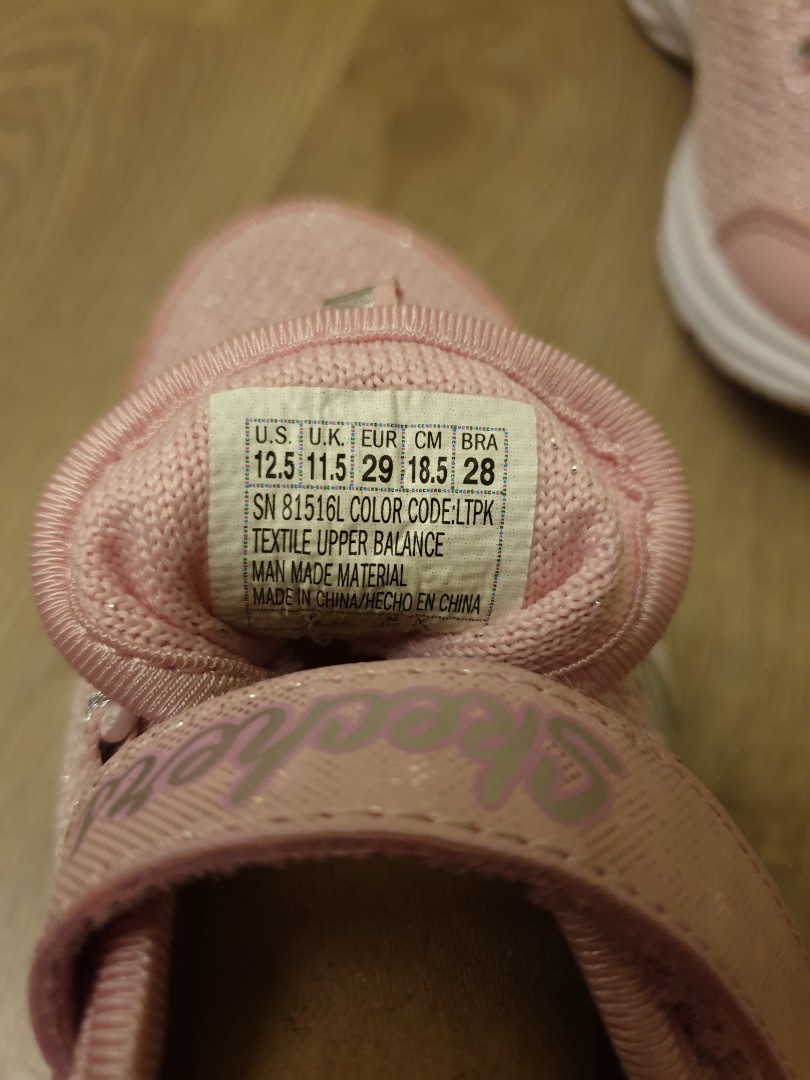 U.S. U.K. EUR CM BRA
12.5 11.5 29 18.5 28
SN 81516L COLOR CODE:LTPK
TEXTILE UPPER BALANCE
MAN MADE MATERIAL
MADE IN CHINA/HECHO EN CHINA
Skechers